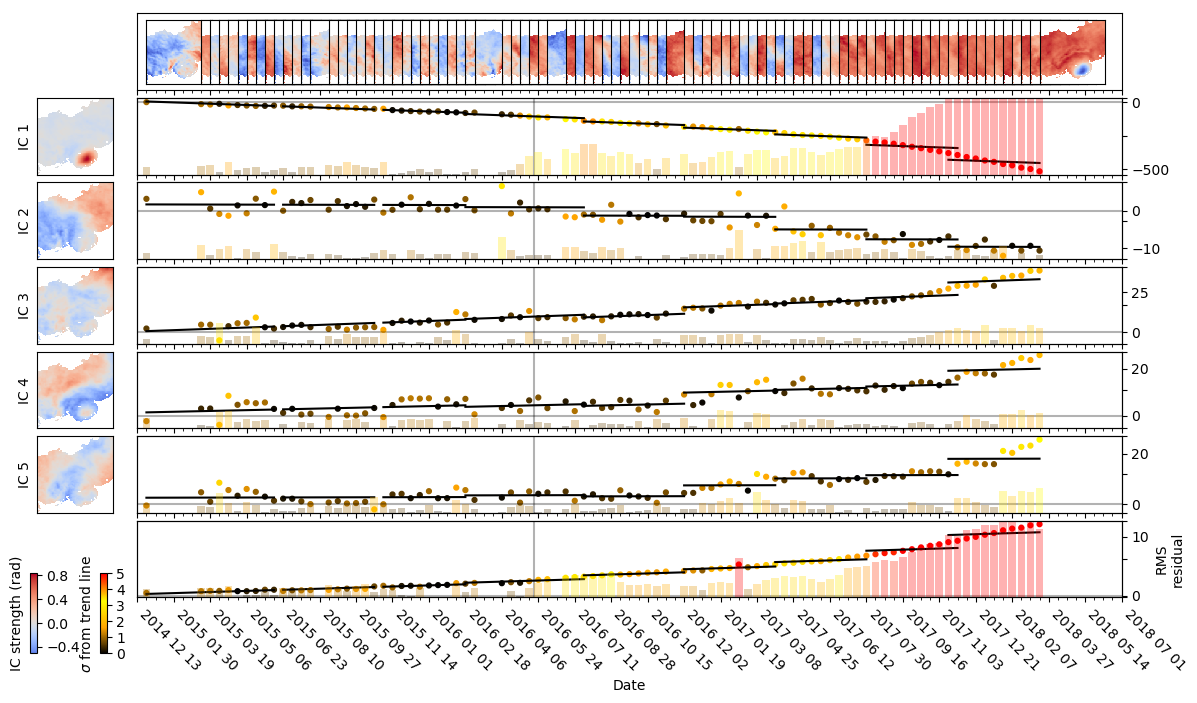 IC 1
0
−500
IC 2
0
−10
IC 3
25
0
IC 4
20
0
IC 5
20
0
10
0
RMS
residual
IC strength (rad)
0.8
0.4
0.0
−0.4
σ from trend line
5
4
3
2
1
0
2014 12 13
2015 01 30
2015 03 19
2015 05 06
2015 06 23
2015 08 10
2015 09 27
2015 11 14
2016 01 01
2016 02 18
2016 04 06
2016 05 24
2016 07 11
2016 08 28
2016 10 15
2016 12 02
2017 01 19
2017 03 08
2017 04 25
2017 06 12
2017 07 30
2017 09 16
2017 11 03
2017 12 21
2018 02 07
2018 03 27
2018 05 14
2018 07 01
Date